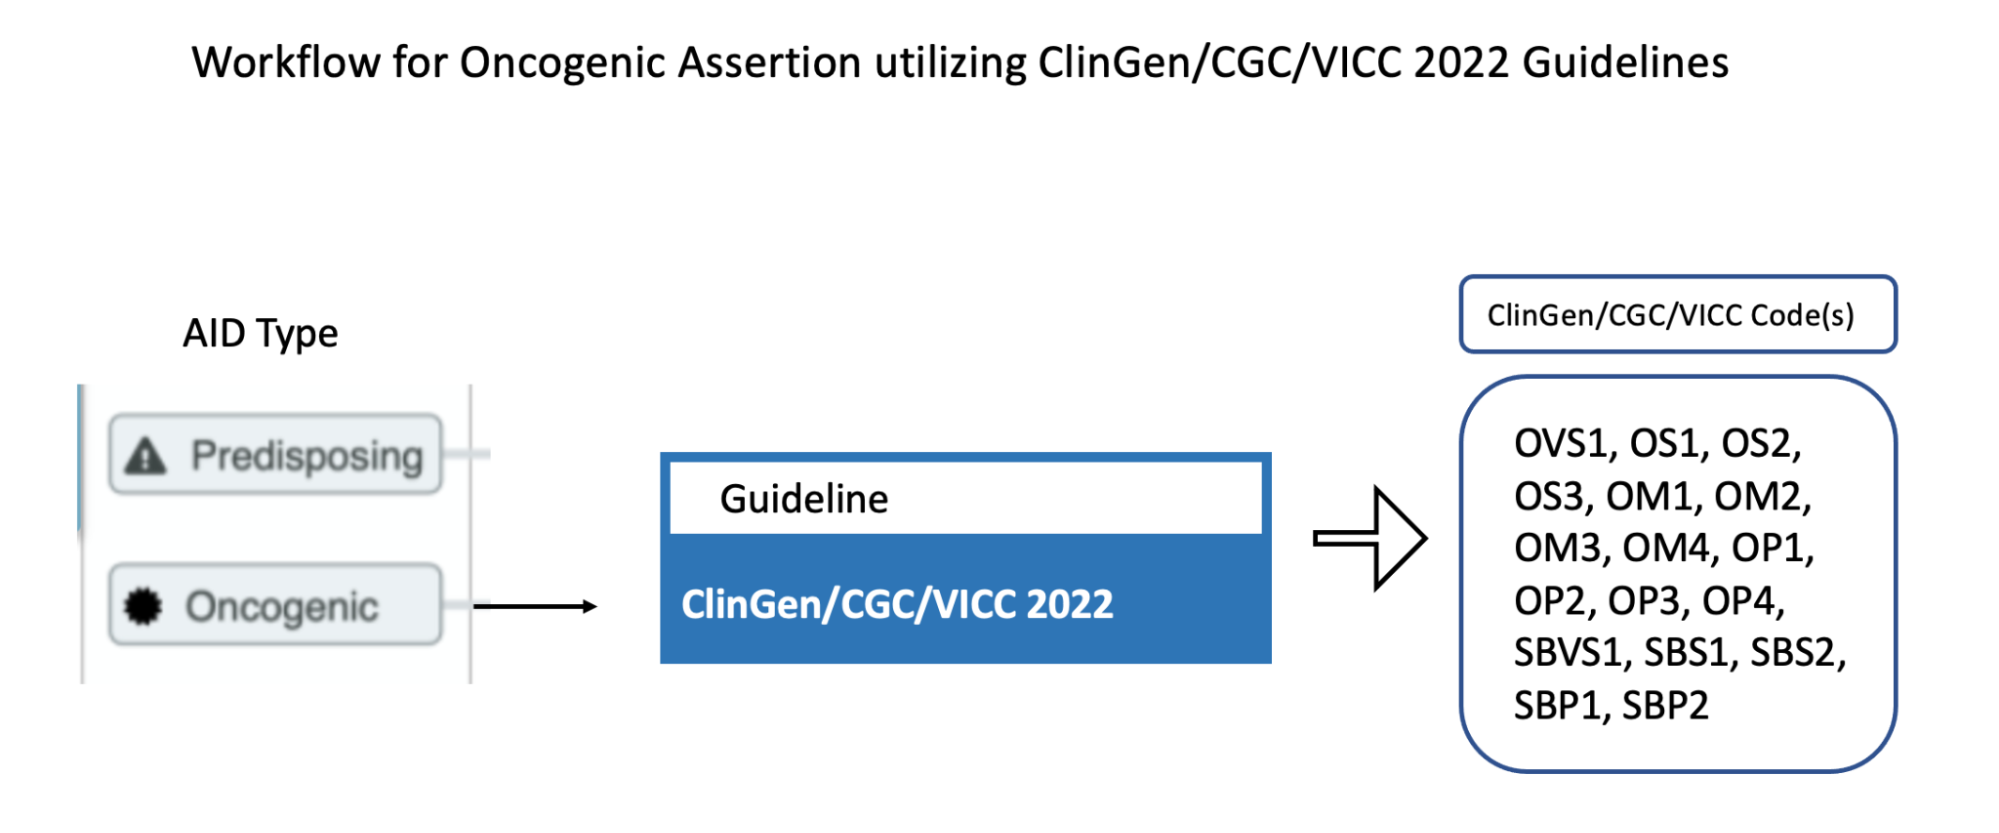 Workflow for Oncogenic Assertion utilizing ClinGen/CGC/VICC 2022 Guidelines
AID Type
Predisposing
Oncogenic
Guideline
ClinGen/CGC/VICC 2022
ClinGen/CGC/VICC Code(s)
OVS1, OS1, OS2,
OS3, OM1, OM2,
OM3, OM4, OP1,
OP2, OP3, OP4,
SBVS1, SBS1, SBS2,
SBP1, SBP2